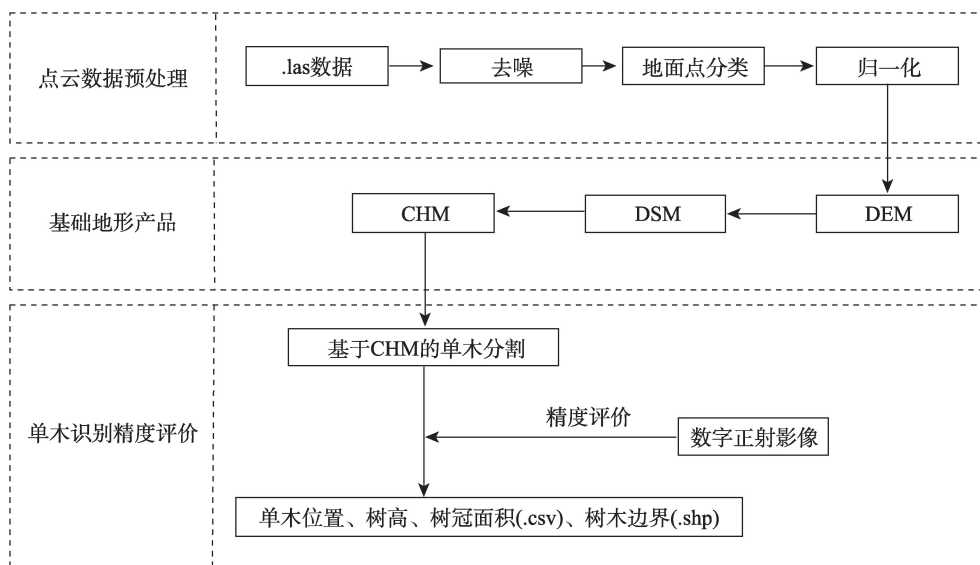 点云数据预处理
.las数据
去噪
地面点分类
归一化
基础地形产品
CHM
DSM
DEM
单木识别精度评价
基于CHM的单木分割
精度评价
数字正射影像
单木位置、树高、树冠面积(.csv)、树木边界(.shp)